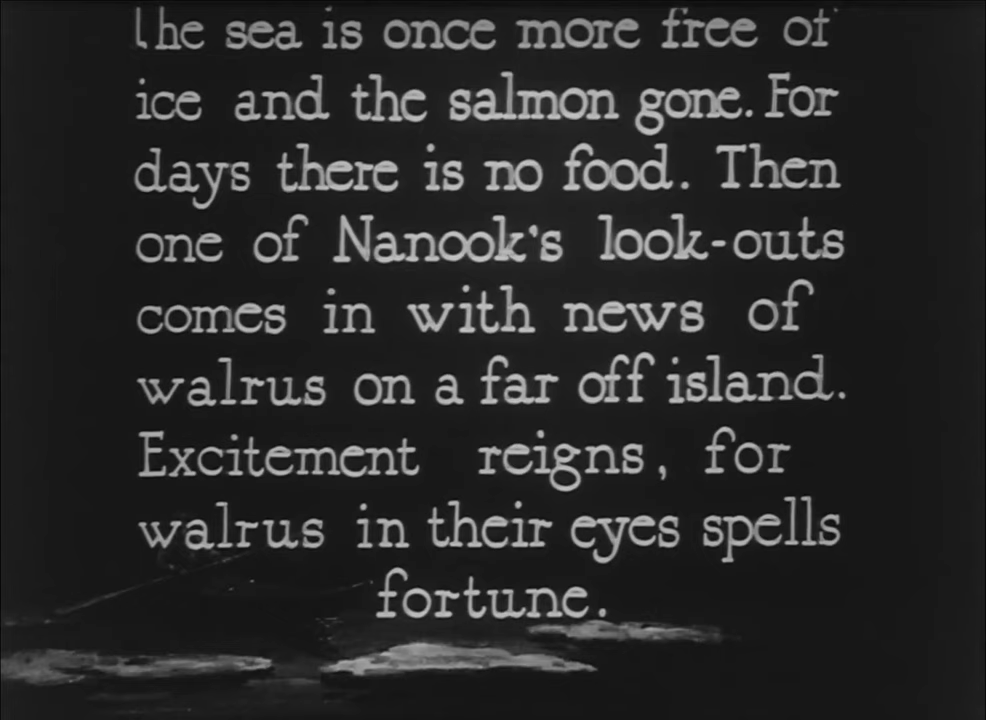 The sea is once more free of
ice and the salmon gone. For
days there is no food. Then
one of Nanook's look-outs
comes in with news of
walrus on a far off island.
Excitement reigns, for
walrus in their eyes spells
fortune.